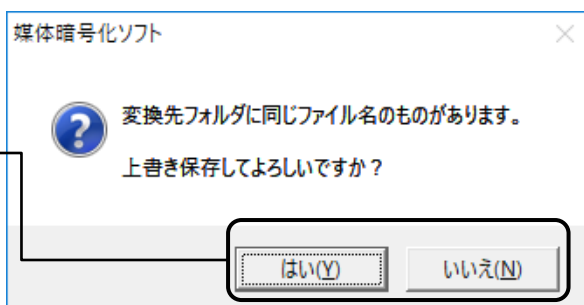 媒体暗号化ソフト
変換先フォルダに同じファイル名のものがあります。
上書き保存してよろしいですか？
はい(Y)
いいえ(N)